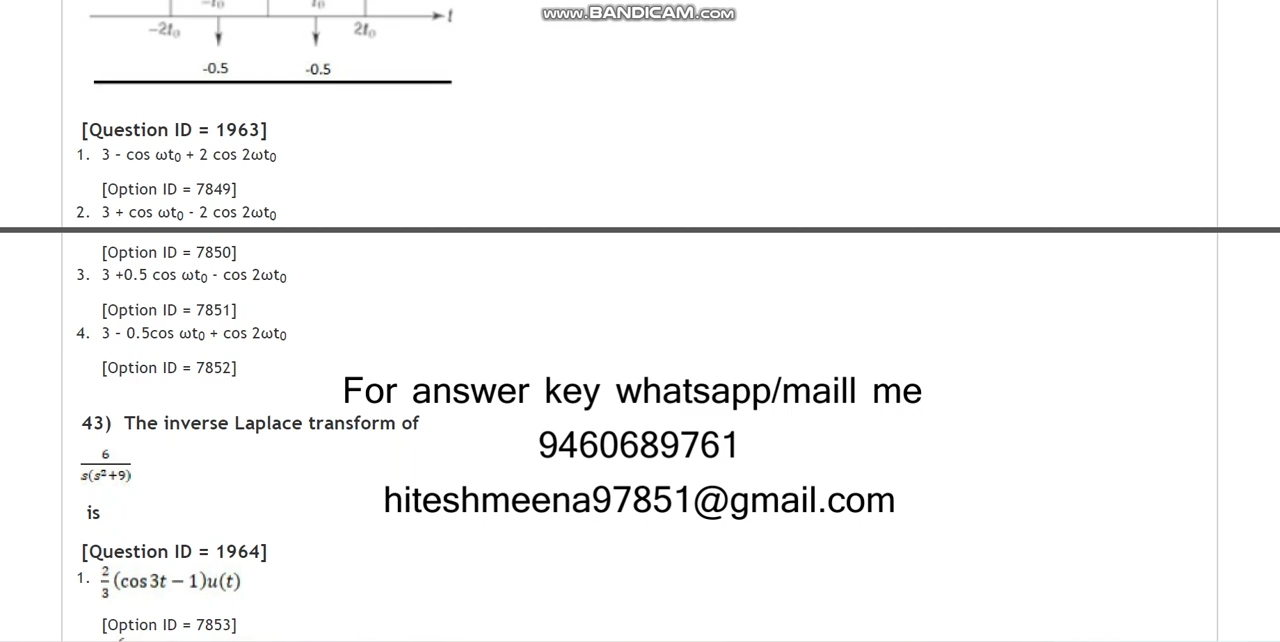 www.BANDICAM.com
-t₀ t₀
-2t₀ 2t₀ t
-0.5 -0.5
[Question ID = 1963]
1. 3 - cos ωt₀ + 2 cos 2ωt₀
[Option ID = 7849]
2. 3 + cos ωt₀ - 2 cos 2ωt₀
[Option ID = 7850]
3. 3 +0.5 cos ωt₀ - cos 2ωt₀
[Option ID = 7851]
4. 3 - 0.5cos ωt₀ + cos 2ωt₀
[Option ID = 7852]
For answer key whatsapp/maill me
43) The inverse Laplace transform of
9460689761
6
s(s²+9)
hiteshmeena97851@gmail.com
is
[Question ID = 1964]
1. 2/3 (cos 3t − 1)u(t)
[Option ID = 7853]